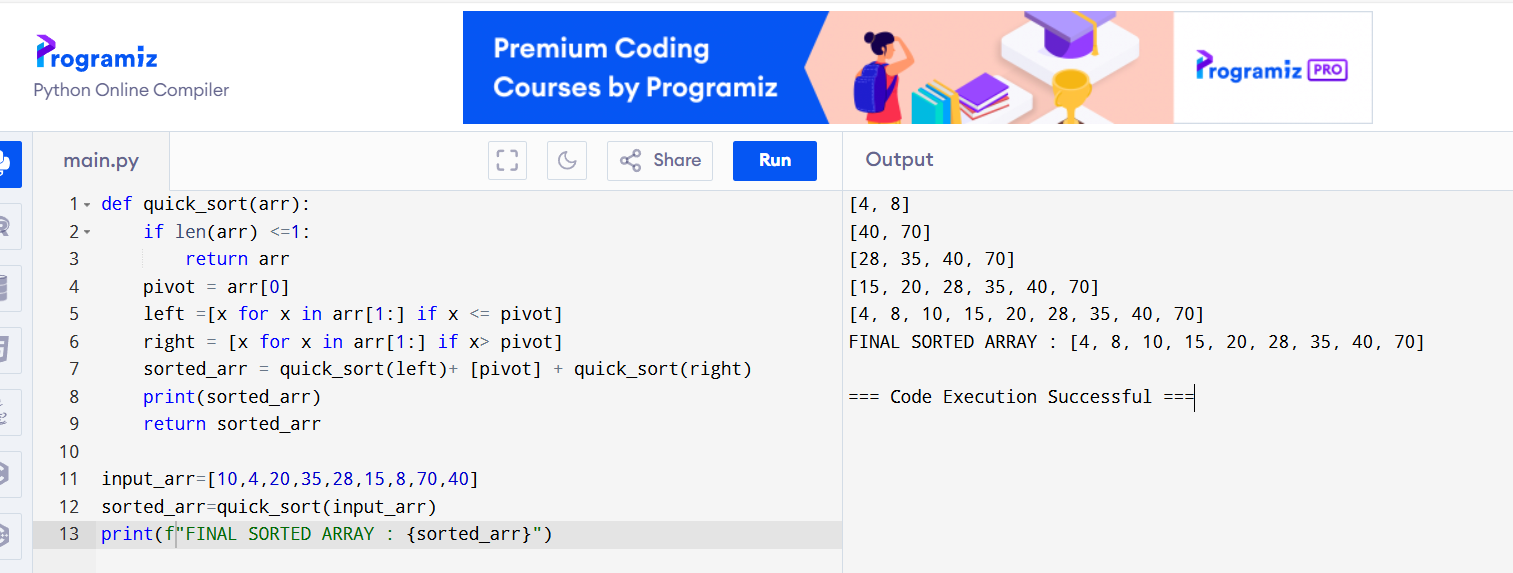 Programiz
Python Online Compiler
Premium Coding
Courses by Programiz
Programiz PRO
main.py
Share
Run
Output
1 def quick_sort(arr):
2     if len(arr) <=1:
3         return arr
4     pivot = arr[0]
5     left =[x for x in arr[1:] if x <= pivot]
6     right = [x for x in arr[1:] if x> pivot]
7     sorted_arr = quick_sort(left)+ [pivot] + quick_sort(right)
8     print(sorted_arr)
9     return sorted_arr
10
11 input_arr=[10,4,20,35,28,15,8,70,40]
12 sorted_arr=quick_sort(input_arr)
13 print(f"FINAL SORTED ARRAY : {sorted_arr}")
[4, 8]
[40, 70]
[28, 35, 40, 70]
[15, 20, 28, 35, 40, 70]
[4, 8, 10, 15, 20, 28, 35, 40, 70]
FINAL SORTED ARRAY : [4, 8, 10, 15, 20, 28, 35, 40, 70]
=== Code Execution Successful ===